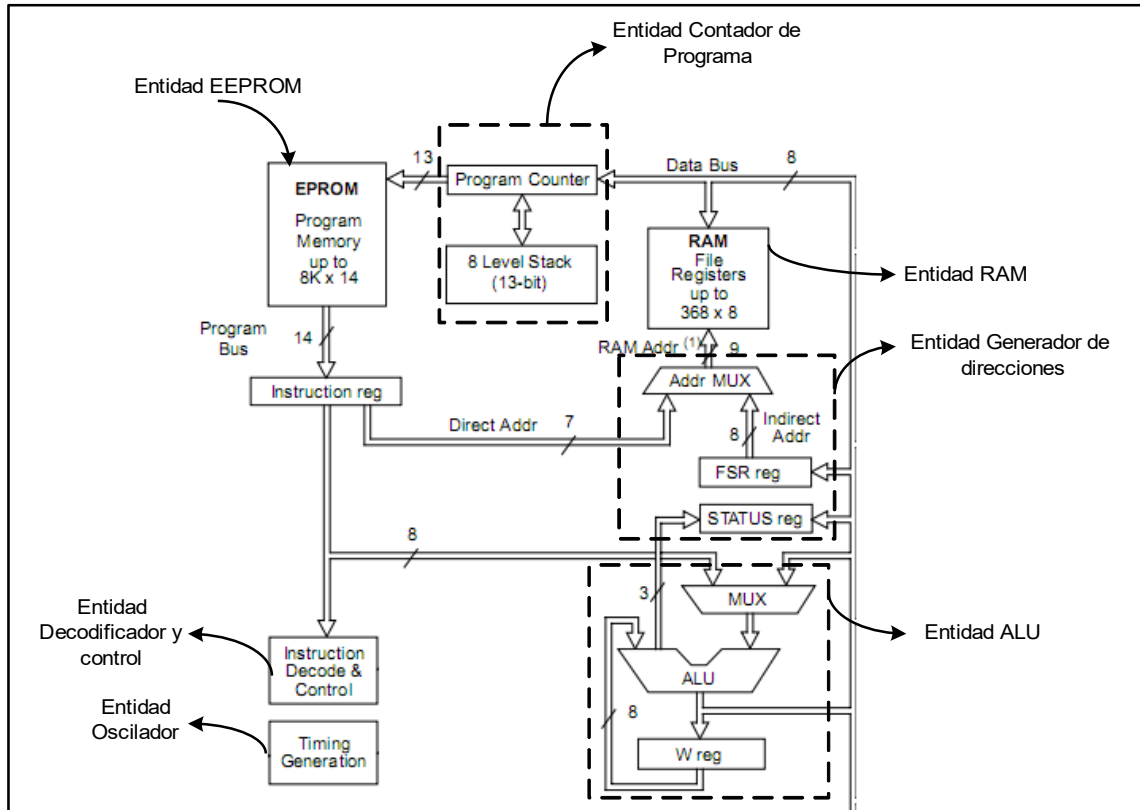 Entidad Contador de
Programa
Entidad EEPROM
13
Program Counter
Data Bus
8
EPROM
Program
Memory
up to
8K x 14
8 Level Stack
(13-bit)
RAM
File
Registers
up to
368 x 8
Entidad RAM
Program
Bus
14
RAM Addr (1)
9
Entidad Generador de
direcciones
Addr MUX
Instruction reg
Direct Addr
7
8
Indirect
Addr
FSR reg
STATUS reg
8
3
MUX
Entidad
Decodificador y
control
Instruction
Decode &
Control
ALU
Entidad ALU
8
Entidad
Oscilador
Timing
Generation
W reg